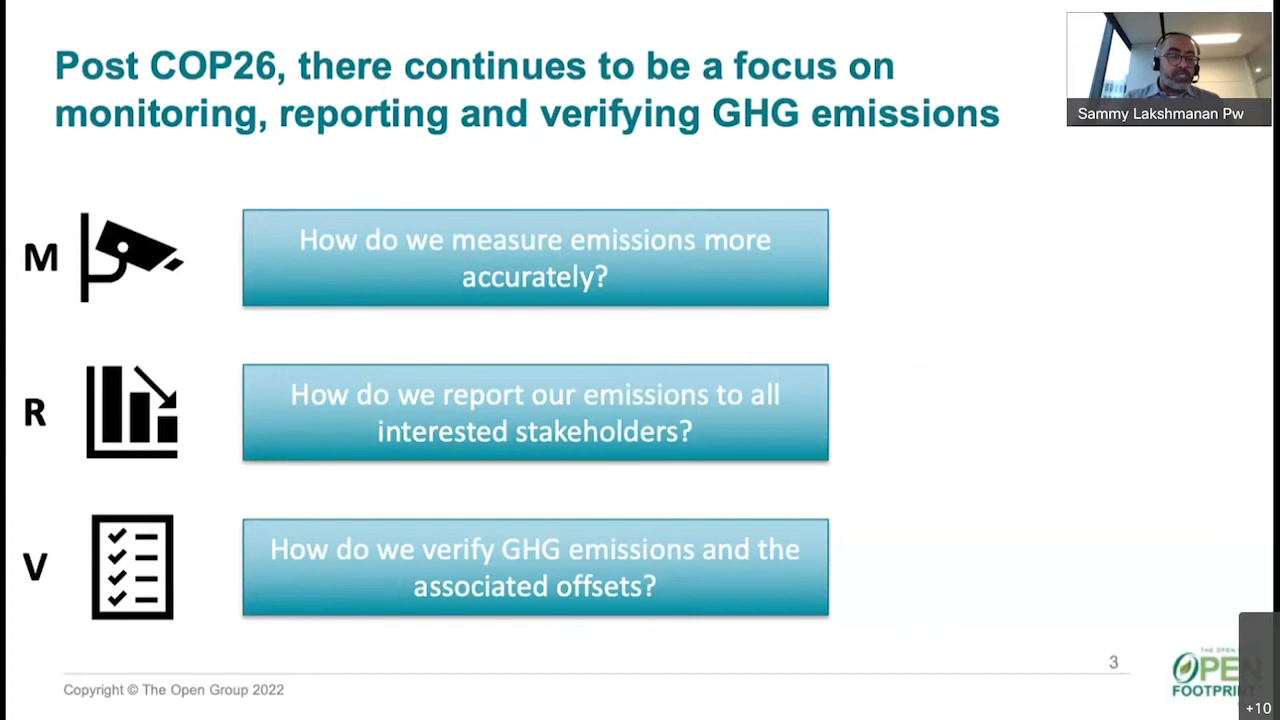 Post COP26, there continues to be a focus on
monitoring, reporting and verifying GHG emissions
Sammy Lakshmanan Pw
M
How do we measure emissions more
accurately?
R
How do we report our emissions to all
interested stakeholders?
V
How do we verify GHG emissions and the
associated offsets?
3
Copyright © The Open Group 2022
THE OPEN
OPEN
FOOTPRINT
+10